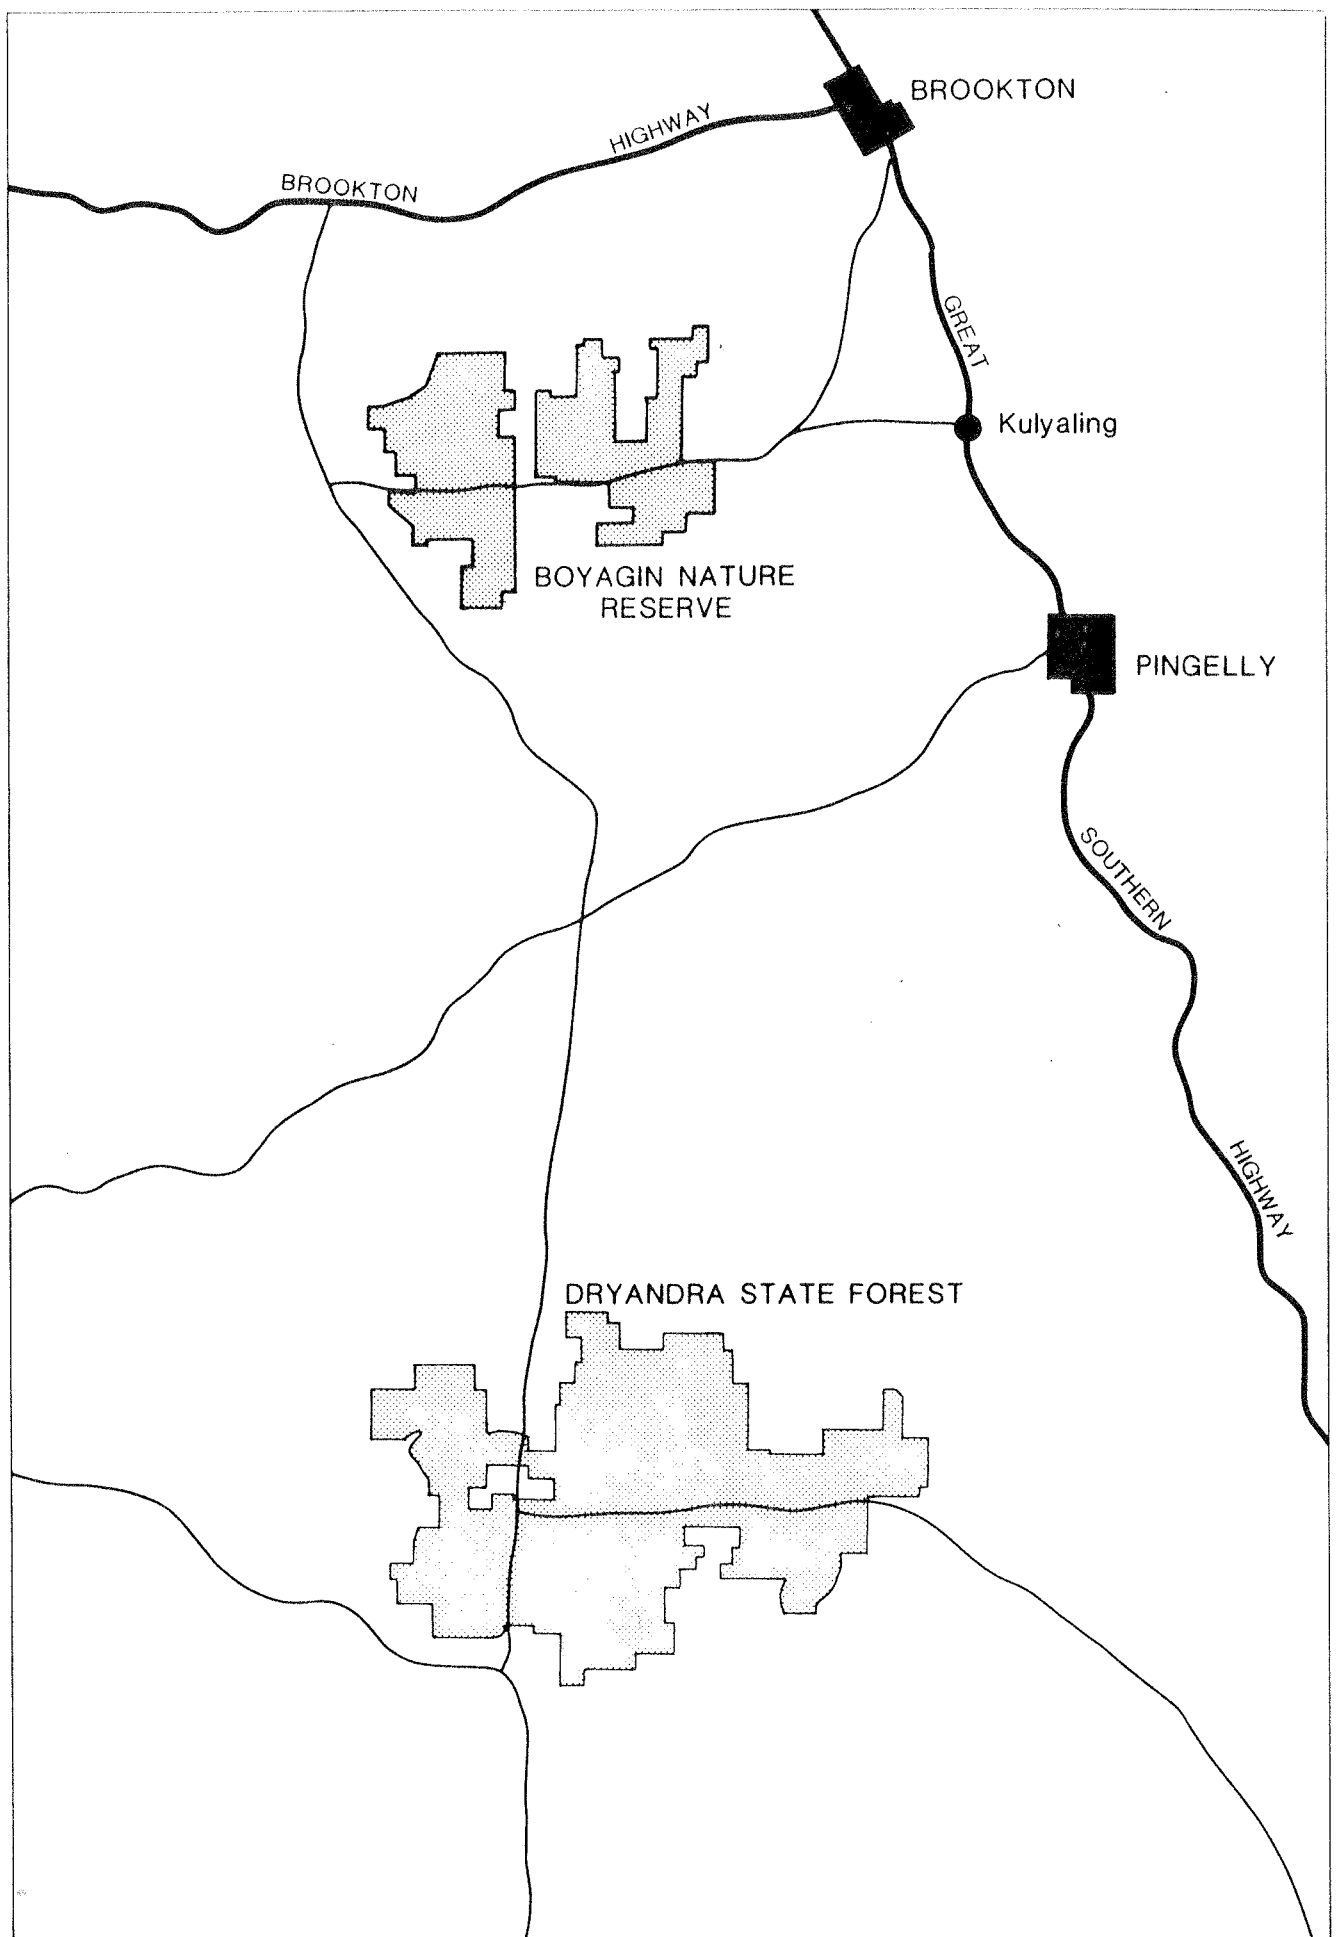 BROOKTON
HIGHWAY
BROOKTON
GREAT
Kulyaling
BOYAGIN NATURE
RESERVE
PINGELLY
SOUTHERN
HIGHWAY
DRYANDRA STATE FOREST